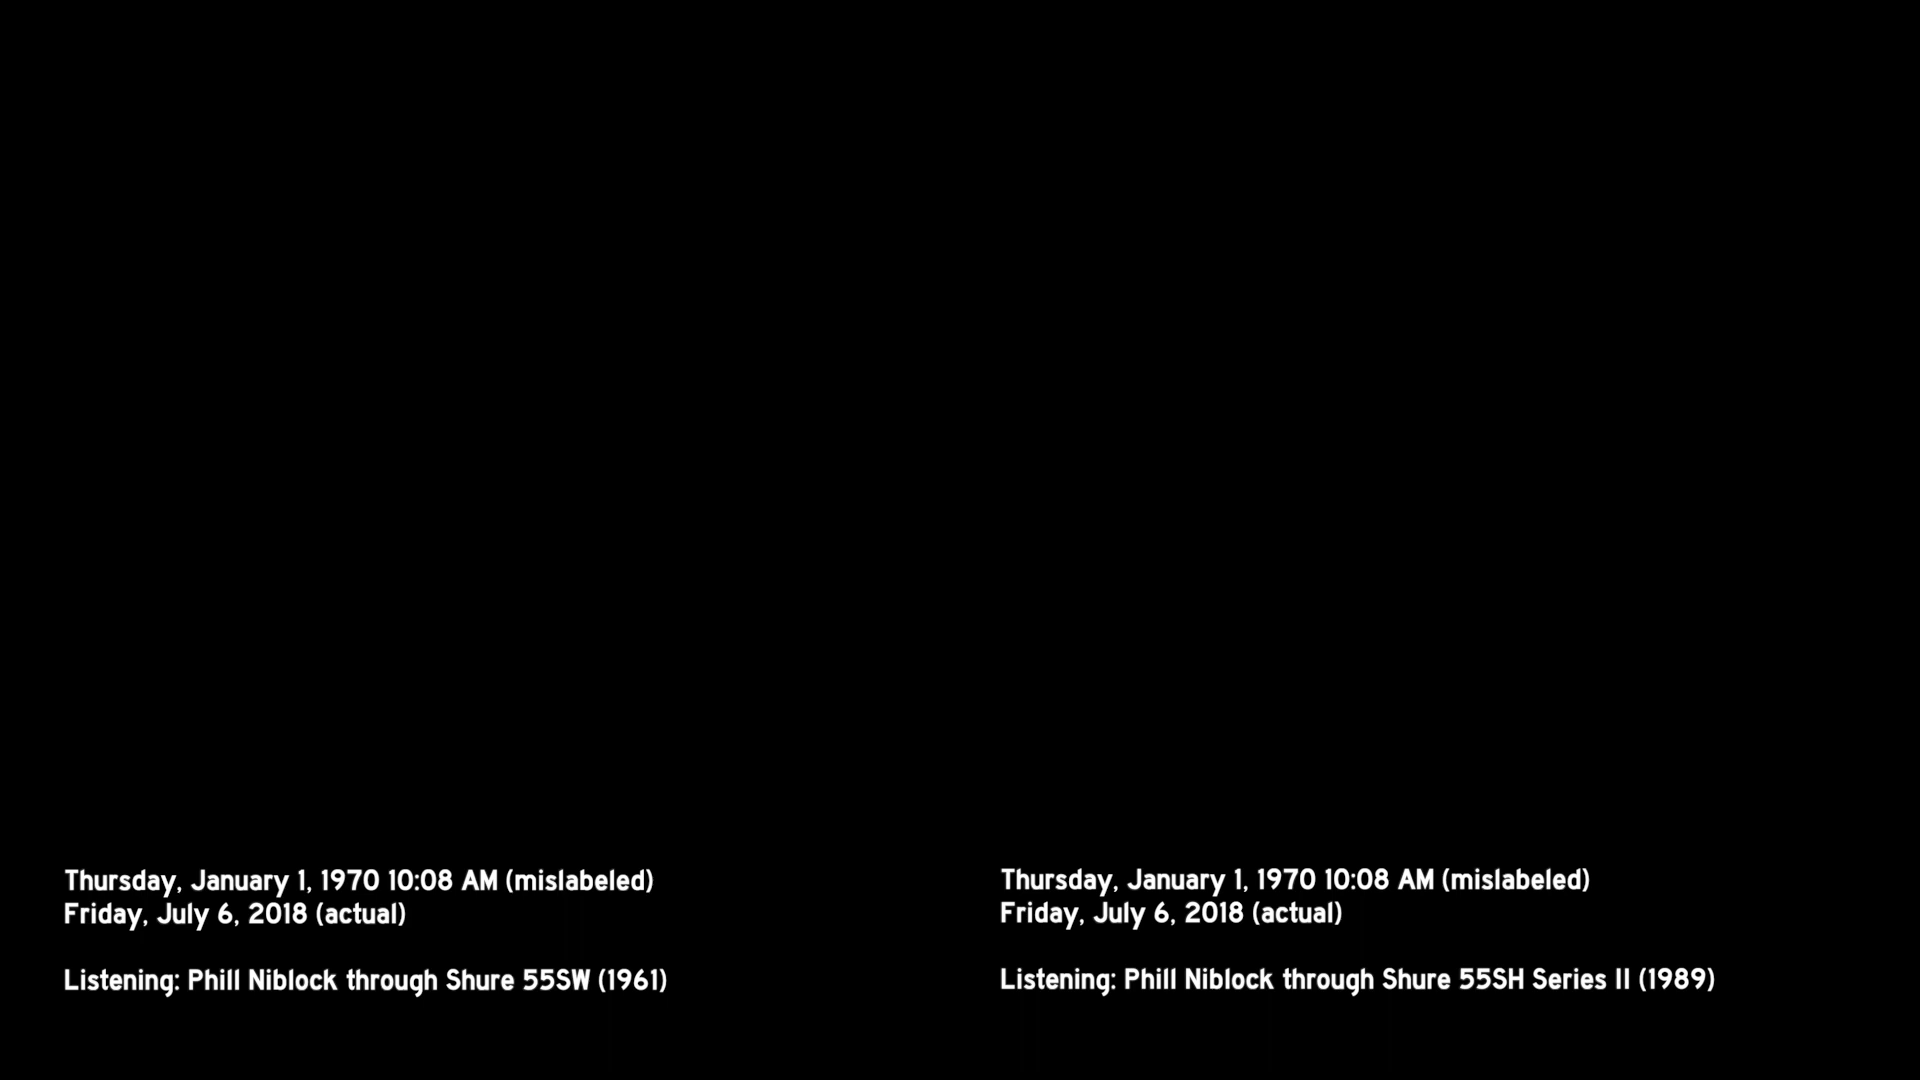 Thursday, January 1, 1970 10:08 AM (mislabeled)
Friday, July 6, 2018 (actual)
Listening: Phill Niblock through Shure 55SW (1961)
Thursday, January 1, 1970 10:08 AM (mislabeled)
Friday, July 6, 2018 (actual)
Listening: Phill Niblock through Shure 55SH Series II (1989)